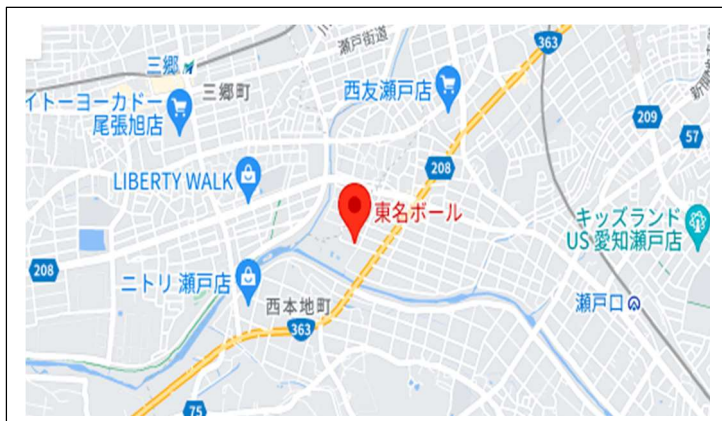 瀬戸街道
363
三郷
三郷町
イトーヨーカドー
尾張旭店
西友瀬戸店
209
57
208
LIBERTY WALK
東名ボール
キッズランド
US 愛知瀬戸店
208
ニトリ 瀬戸店
西本地町
363
瀬戸口
75